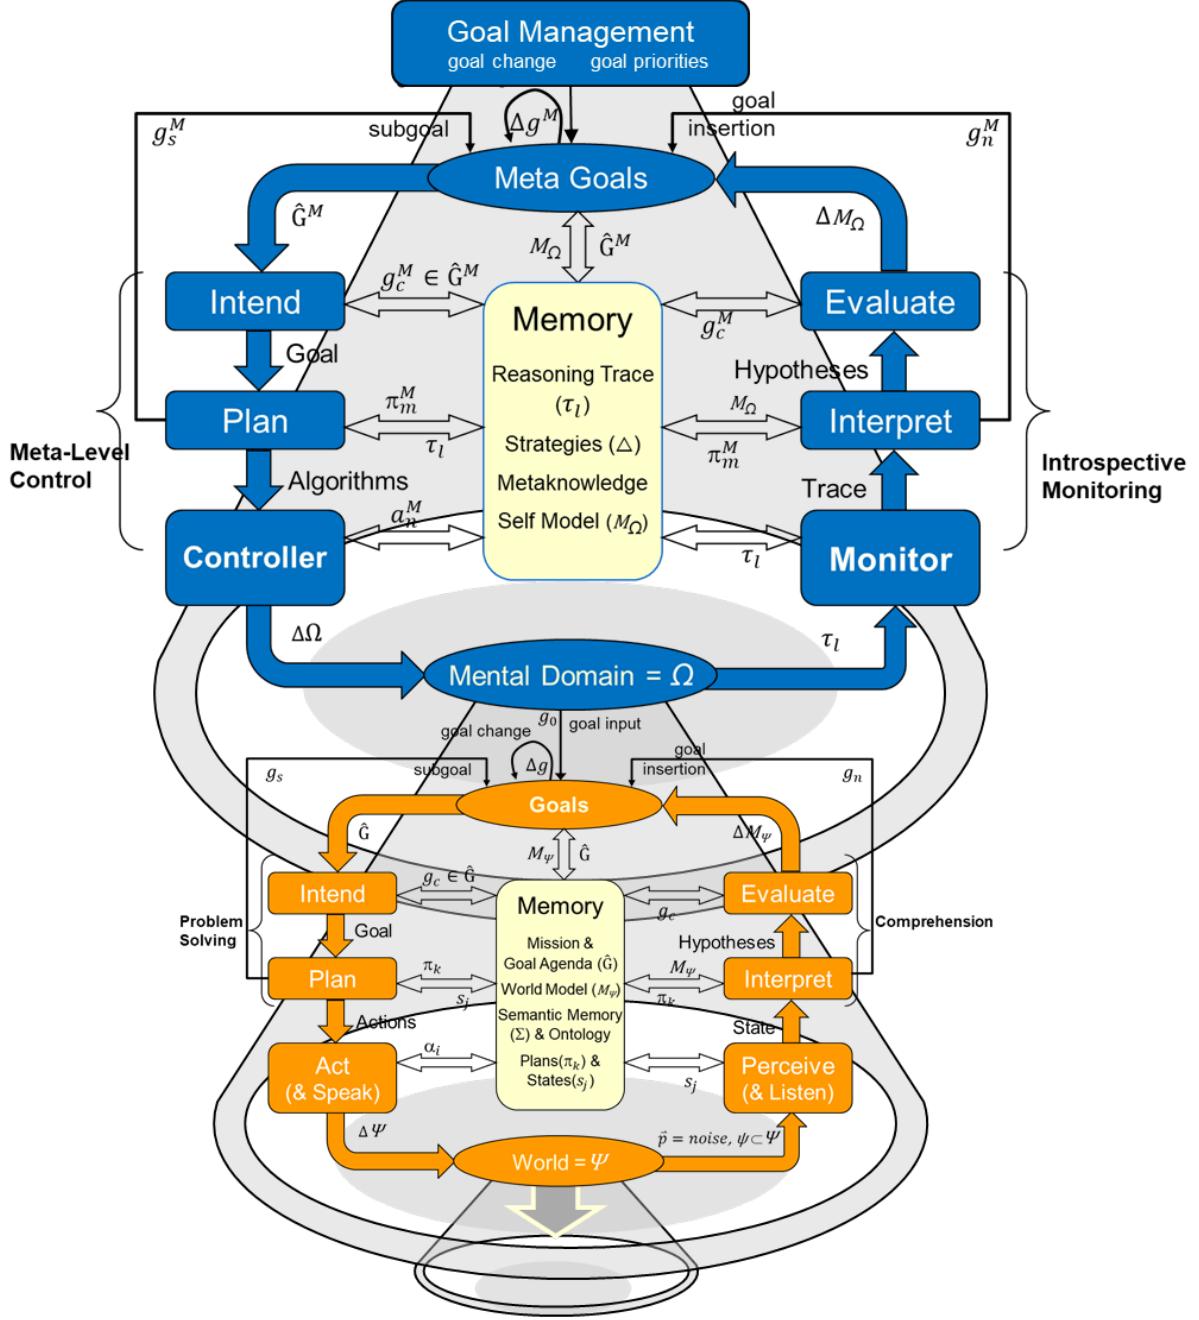 Goal Management
goal change goal priorities
g_s^M
subgoal
Δg^M
goal
insertion
g_n^M
Meta Goals
Ĝ^M
M_Ω
Ĝ^M
ΔM_Ω
Intend
g_c^M ∈ Ĝ^M
Memory
g_c^M
Evaluate
Goal
Reasoning Trace
(τ_l)
Hypotheses
Plan
π_m^M
τ_l
Strategies (△)
M_Ω
π_m^M
Interpret
Meta-Level
Control
Metaknowledge
Introspective
Monitoring
Algorithms
Trace
Self Model (M_Ω)
Controller
a_n^M
τ_l
Monitor
ΔΩ
Mental Domain = Ω
τ_l
goal change
g_0
goal input
g_s
subgoal
Δg
goal
insertion
g_n
Goals
Ĝ
M_Ψ
Ĝ
ΔM_Ψ
Intend
g_c ∈ Ĝ
Memory
g_c
Evaluate
Problem
Solving
Goal
Mission &
Goal Agenda (Ĝ)
Hypotheses
Comprehension
Plan
π_k
s_j
World Model (M_Ψ)
M_Ψ
π_k
Interpret
Actions
Semantic Memory
(Σ) & Ontology
State
Act
(& Speak)
α_i
Plans(π_k) &
States(s_j)
s_j
Perceive
(& Listen)
ΔΨ
World = Ψ
p⃗ = noise, ψ⊂Ψ